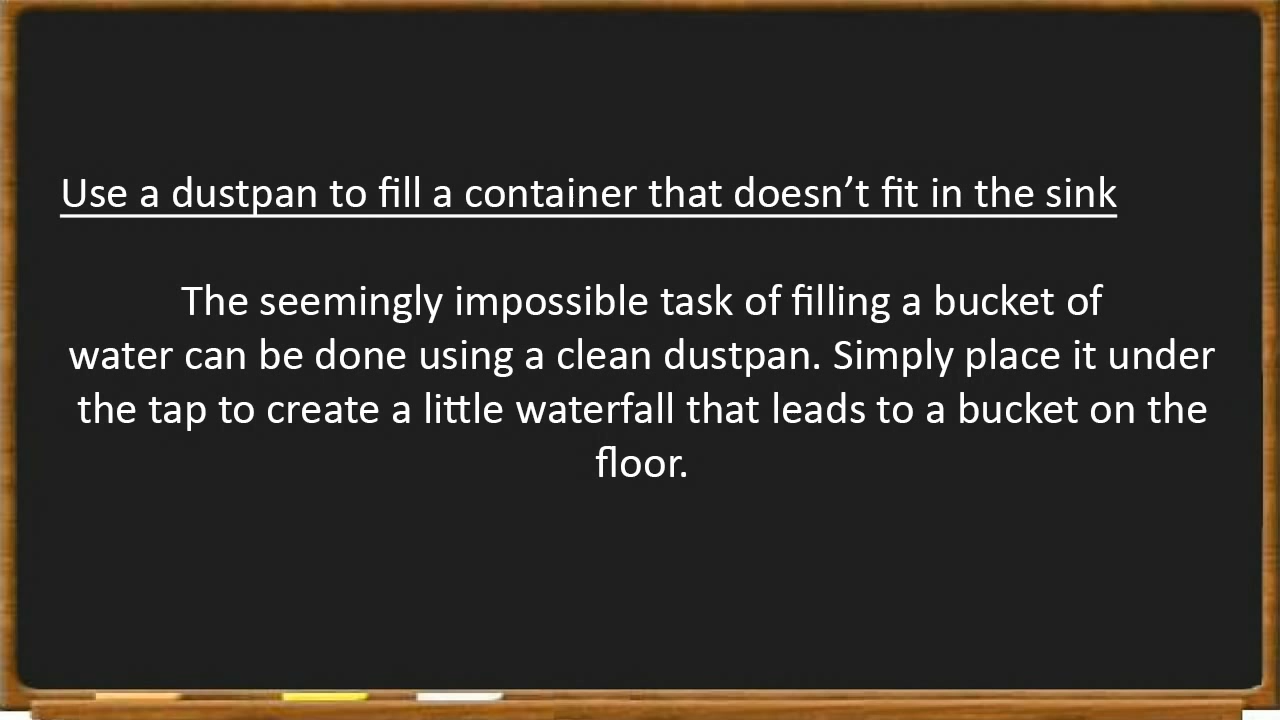 Use a dustpan to fill a container that doesn’t fit in the sink
The seemingly impossible task of filling a bucket of
water can be done using a clean dustpan. Simply place it under
the tap to create a little waterfall that leads to a bucket on the
floor.